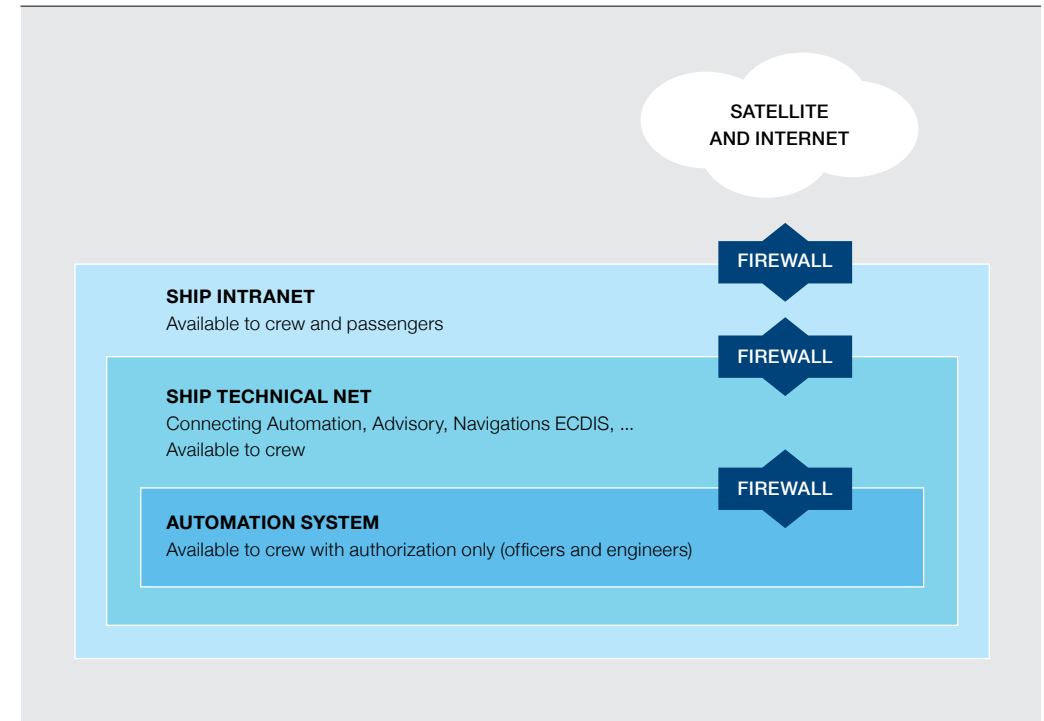 SATELLITE
AND INTERNET
FIREWALL
SHIP INTRANET
Available to crew and passengers
FIREWALL
SHIP TECHNICAL NET
Connecting Automation, Advisory, Navigations ECDIS, ...
Available to crew
FIREWALL
AUTOMATION SYSTEM
Available to crew with authorization only (officers and engineers)